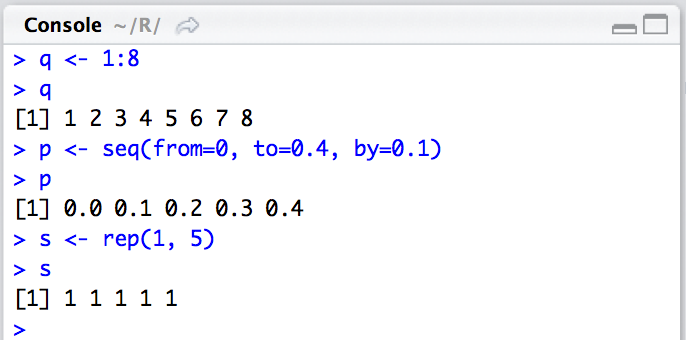 Console ~/R/
> q <- 1:8
> q
[1] 1 2 3 4 5 6 7 8
> p <- seq(from=0, to=0.4, by=0.1)
> p
[1] 0.0 0.1 0.2 0.3 0.4
> s <- rep(1, 5)
> s
[1] 1 1 1 1 1
>